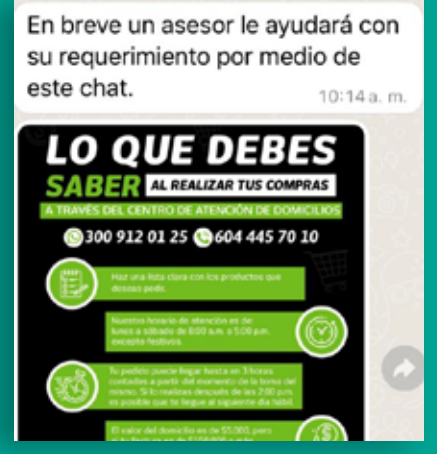 En breve un asesor le ayudará con
su requerimiento por medio de
este chat.
10:14 a. m.
LO QUE DEBES
SABER AL REALIZAR TUS COMPRAS
A TRAVÉS DEL CENTRO DE ATENCIÓN DE DOMICILIOS
300 912 01 25 604 445 70 10
Haz una lista clara con los productos que
deseas pedir.
Nuestro horario de atención es de
lunes a sábado de 8:00 a.m. a 5:00 p.m.
excepto festivos.
Tu pedido puede llegar hasta en 3 horas
contadas a partir del momento de la toma del
mismo. Si lo realizas después de las 2:00 p.m.
es posible que te llegue al siguiente día hábil.
El valor del domicilio es de $5.000, pero